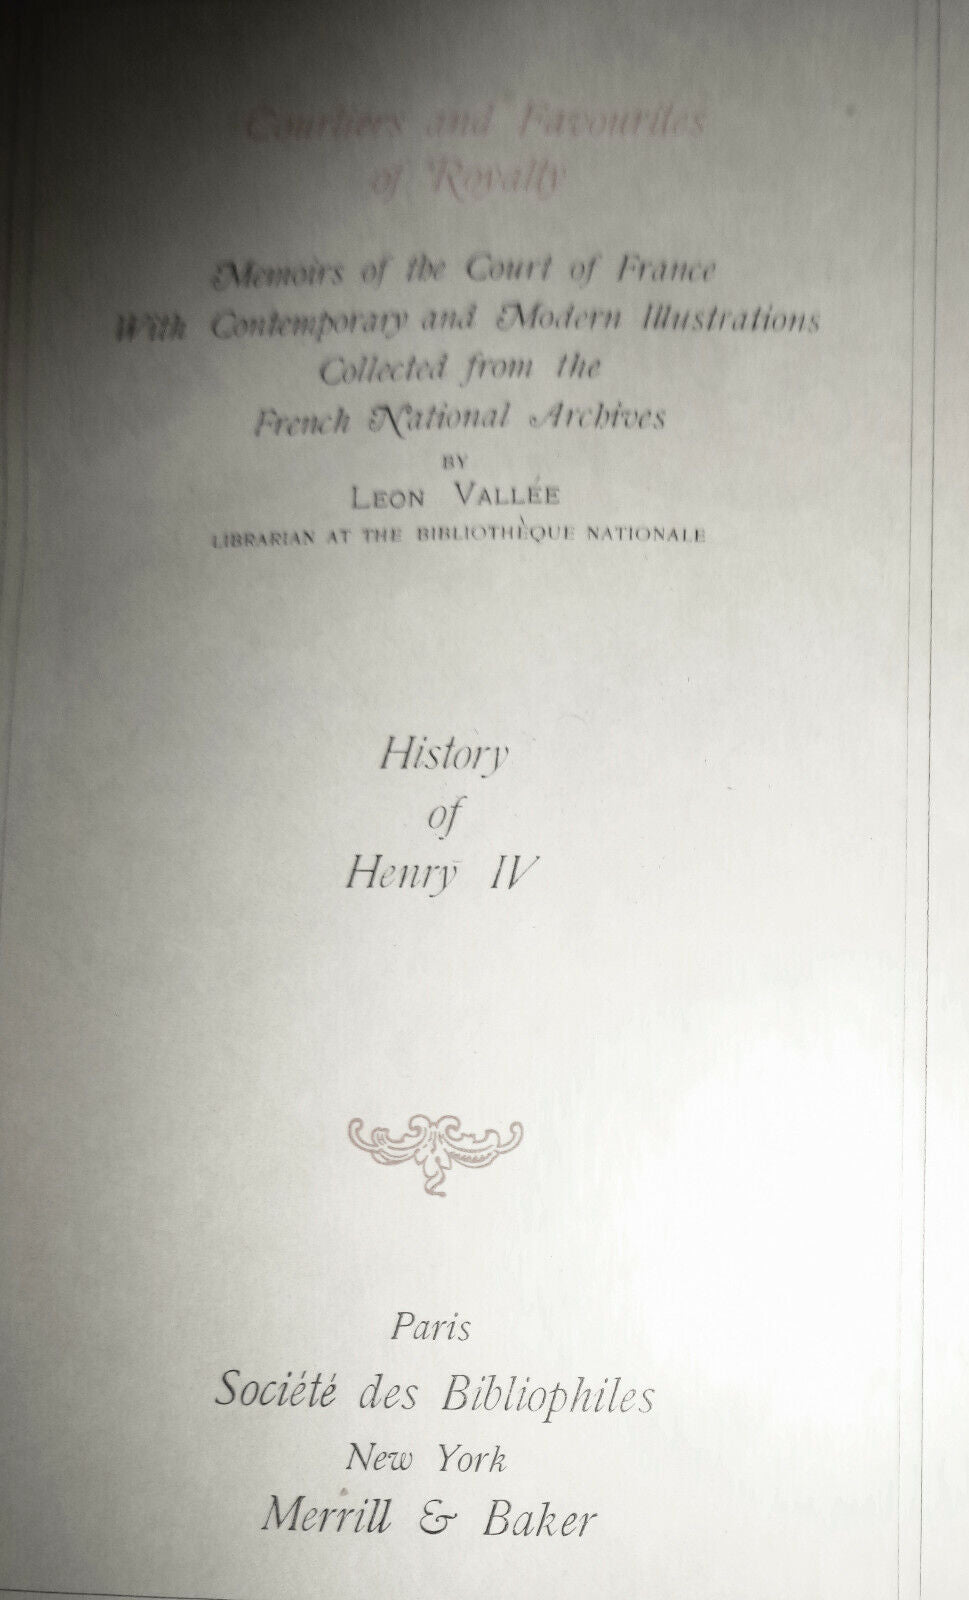 Courtiers and Favourites
of Royalty
Memoirs of the Court of France
With Contemporary and Modern Illustrations
Collected from the
French National Archives
BY
LEON VALLÉE
LIBRARIAN AT THE BIBLIOTHÈQUE NATIONALE
History
of
Henry IV
Paris
Société des Bibliophiles
New York
Merrill & Baker